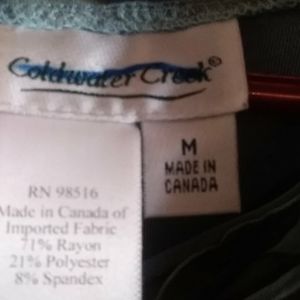 Coldwater Creek®
M
MADE IN
CANADA
RN 98516
Made in Canada of
Imported Fabric
71% Rayon
21% Polyester
8% Spandex